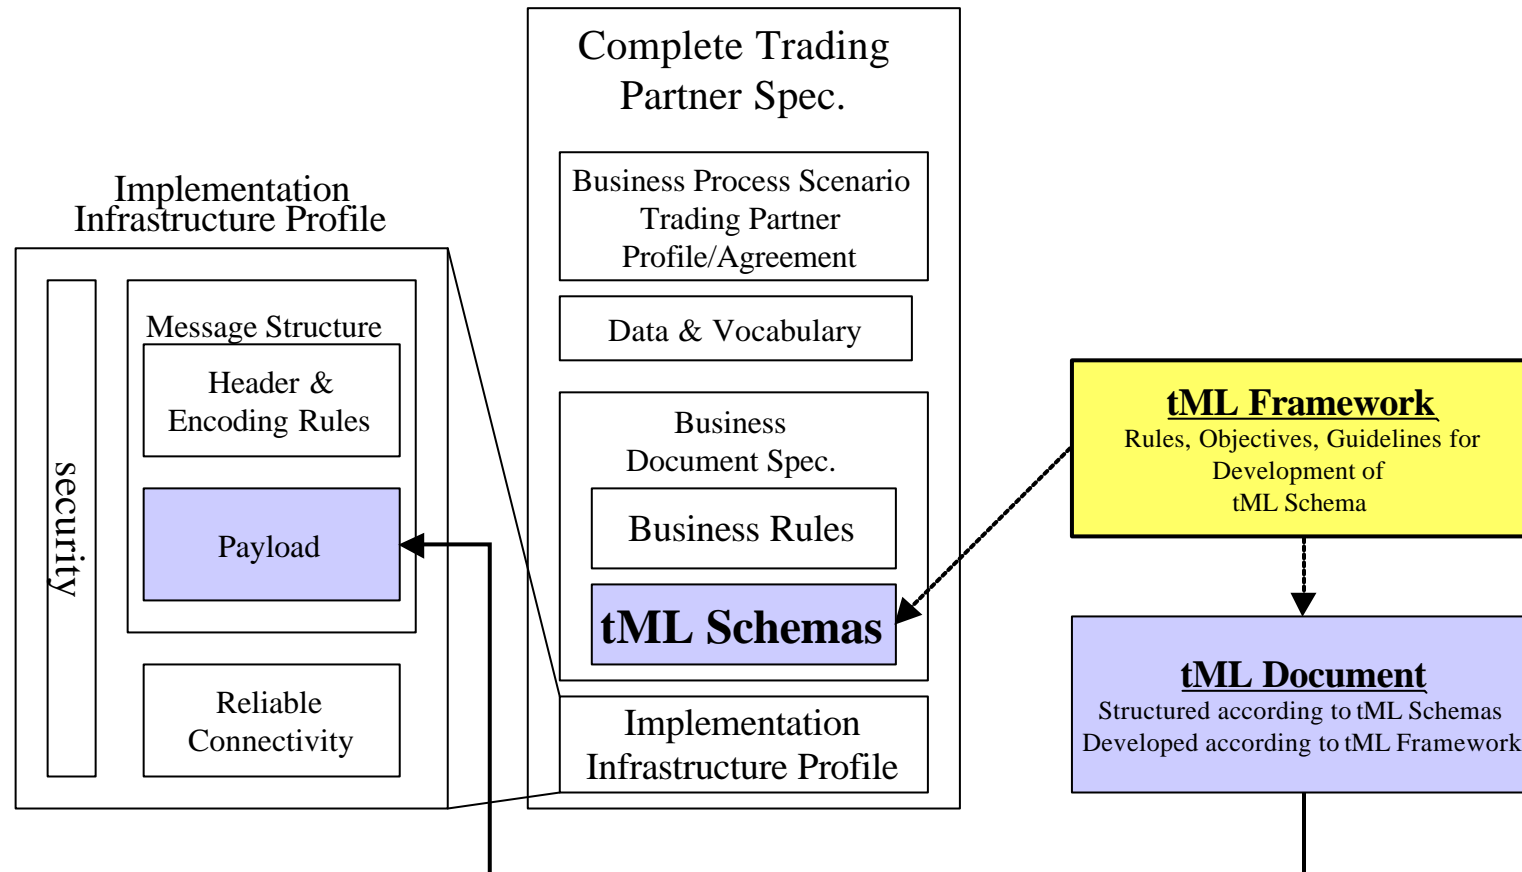 Complete Trading
Partner Spec.
Business Process Scenario
Trading Partner
Profile/Agreement
Data & Vocabulary
Business
Document Spec.
Business Rules
tML Schemas
Implementation
Infrastructure Profile
Implementation
Infrastructure Profile
security
Message Structure
Header &
Encoding Rules
Payload
Reliable
Connectivity
tML Framework
Rules, Objectives, Guidelines for
Development of
tML Schema
tML Document
Structured according to tML Schemas
Developed according to tML Framework